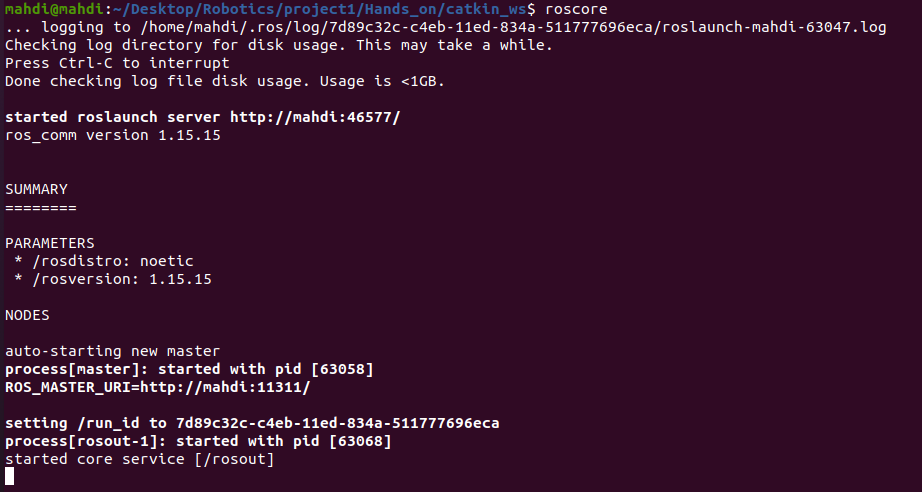 mahdi@mahdi:~/Desktop/Robotics/project1/Hands_on/catkin_ws$ roscore
... logging to /home/mahdi/.ros/log/7d89c32c-c4eb-11ed-834a-511777696eca/roslaunch-mahdi-63047.log
Checking log directory for disk usage. This may take a while.
Press Ctrl-C to interrupt
Done checking log file disk usage. Usage is <1GB.

started roslaunch server http://mahdi:46577/
ros_comm version 1.15.15


SUMMARY
========

PARAMETERS
 * /rosdistro: noetic
 * /rosversion: 1.15.15

NODES

auto-starting new master
process[master]: started with pid [63058]
ROS_MASTER_URI=http://mahdi:11311/

setting /run_id to 7d89c32c-c4eb-11ed-834a-511777696eca
process[rosout-1]: started with pid [63068]
started core service [/rosout]